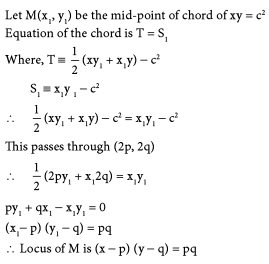 Let M(x₁, y₁) be the mid-point of chord of xy = c²
Equation of the chord is T = S₁
Where, T ≡ 1/2 (xy₁ + x₁y) − c²
S₁ ≡ x₁y₁ − c²
∴ 1/2 (xy₁ + x₁y) − c² = x₁y₁ − c²
This passes through (2p, 2q)
∴ 1/2 (2py₁ + x₁2q) = x₁y₁
py₁ + qx₁ − x₁y₁ = 0
(x₁ − p) (y₁ − q) = pq
∴ Locus of M is (x − p) (y − q) = pq